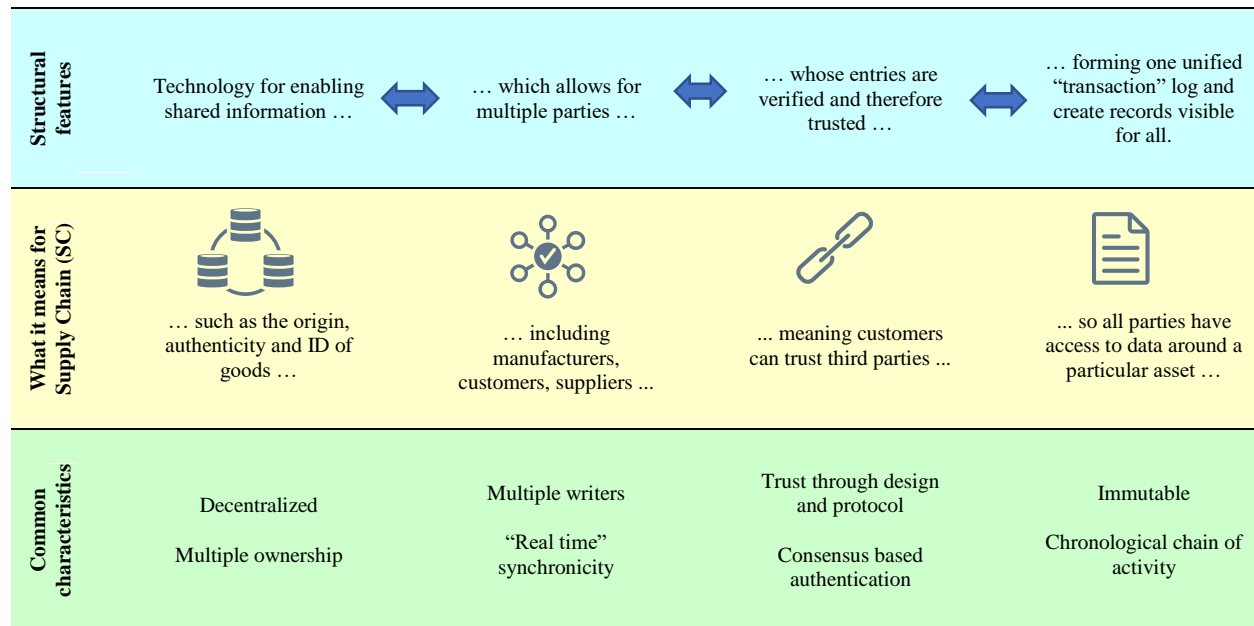 Structural
features
Technology for enabling
shared information …
… which allows for
multiple parties …
… whose entries are
verified and therefore
trusted …
… forming one unified
“transaction” log and
create records visible
for all.
What it means for
Supply Chain (SC)
… such as the origin,
authenticity and ID of
goods …
… including
manufacturers,
customers, suppliers ...
... meaning customers
can trust third parties ...
... so all parties have
access to data around a
particular asset …
Common
characteristics
Decentralized
Multiple ownership
Multiple writers
“Real time”
synchronicity
Trust through design
and protocol
Consensus based
authentication
Immutable
Chronological chain of
activity